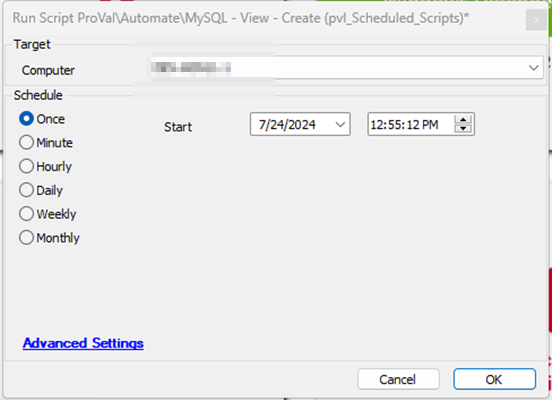 Run Script ProVal\Automate\MySQL - View - Create (pvl_Scheduled_Scripts)*
x
Target
Computer
Schedule
Once
Start
7/24/2024
12:55:12 PM
Minute
Hourly
Daily
Weekly
Monthly
Advanced Settings
Cancel
OK